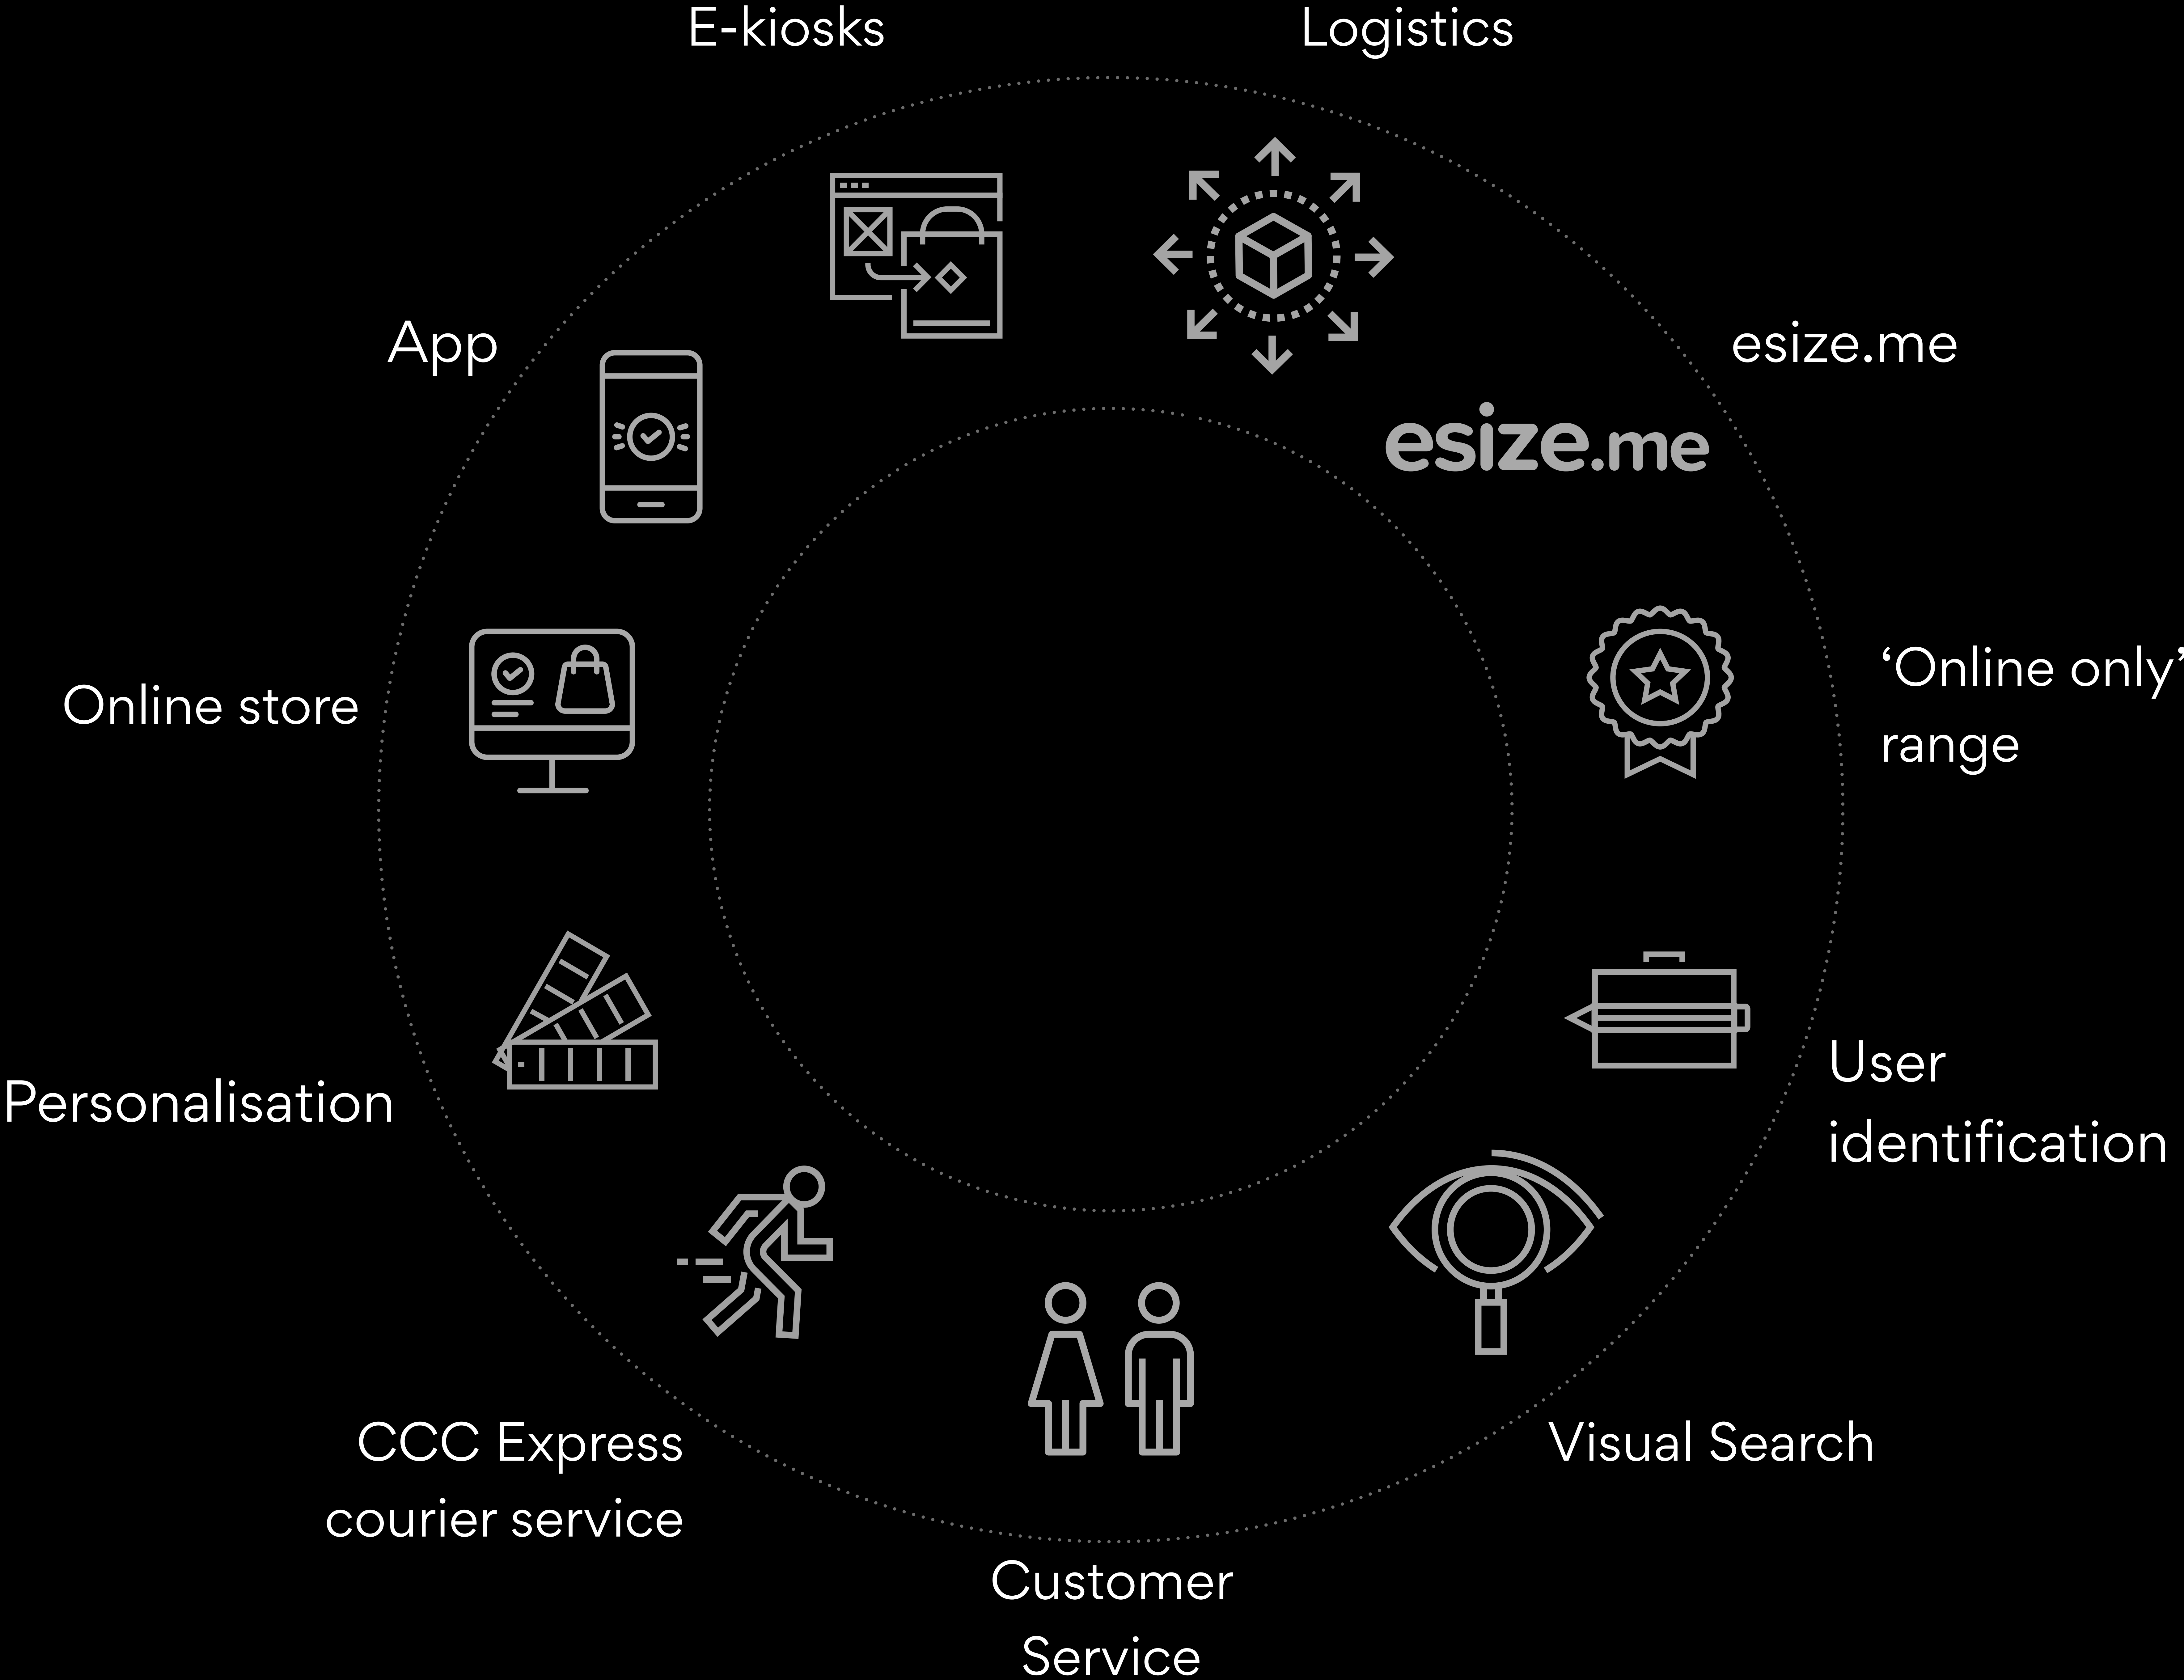 E-kiosks
Logistics
App
esize.me
esize.me
Online store
‘Online only’
range
Personalisation
User
identification
CCC Express
courier service
Visual Search
Customer
Service